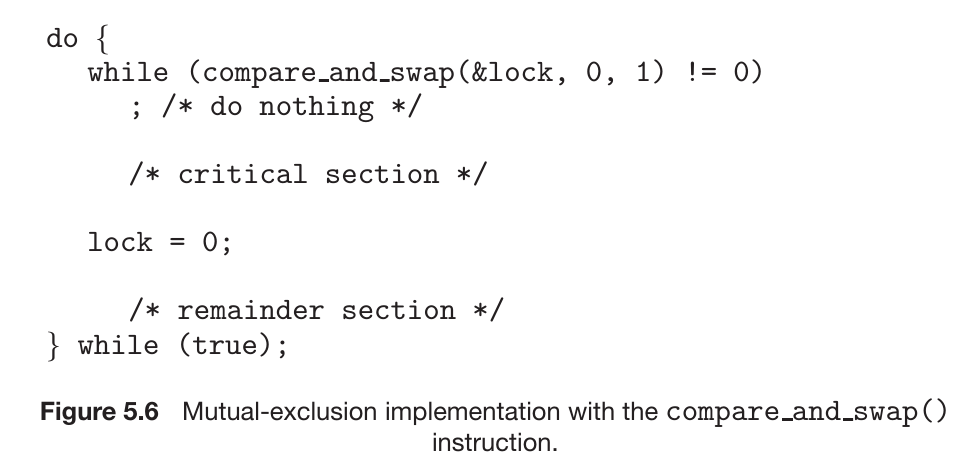 do {
while (compare_and_swap(&lock, 0, 1) != 0)
; /* do nothing */
/* critical section */
lock = 0;
/* remainder section */
} while (true);
Figure 5.6 Mutual-exclusion implementation with the compare_and_swap()
instruction.